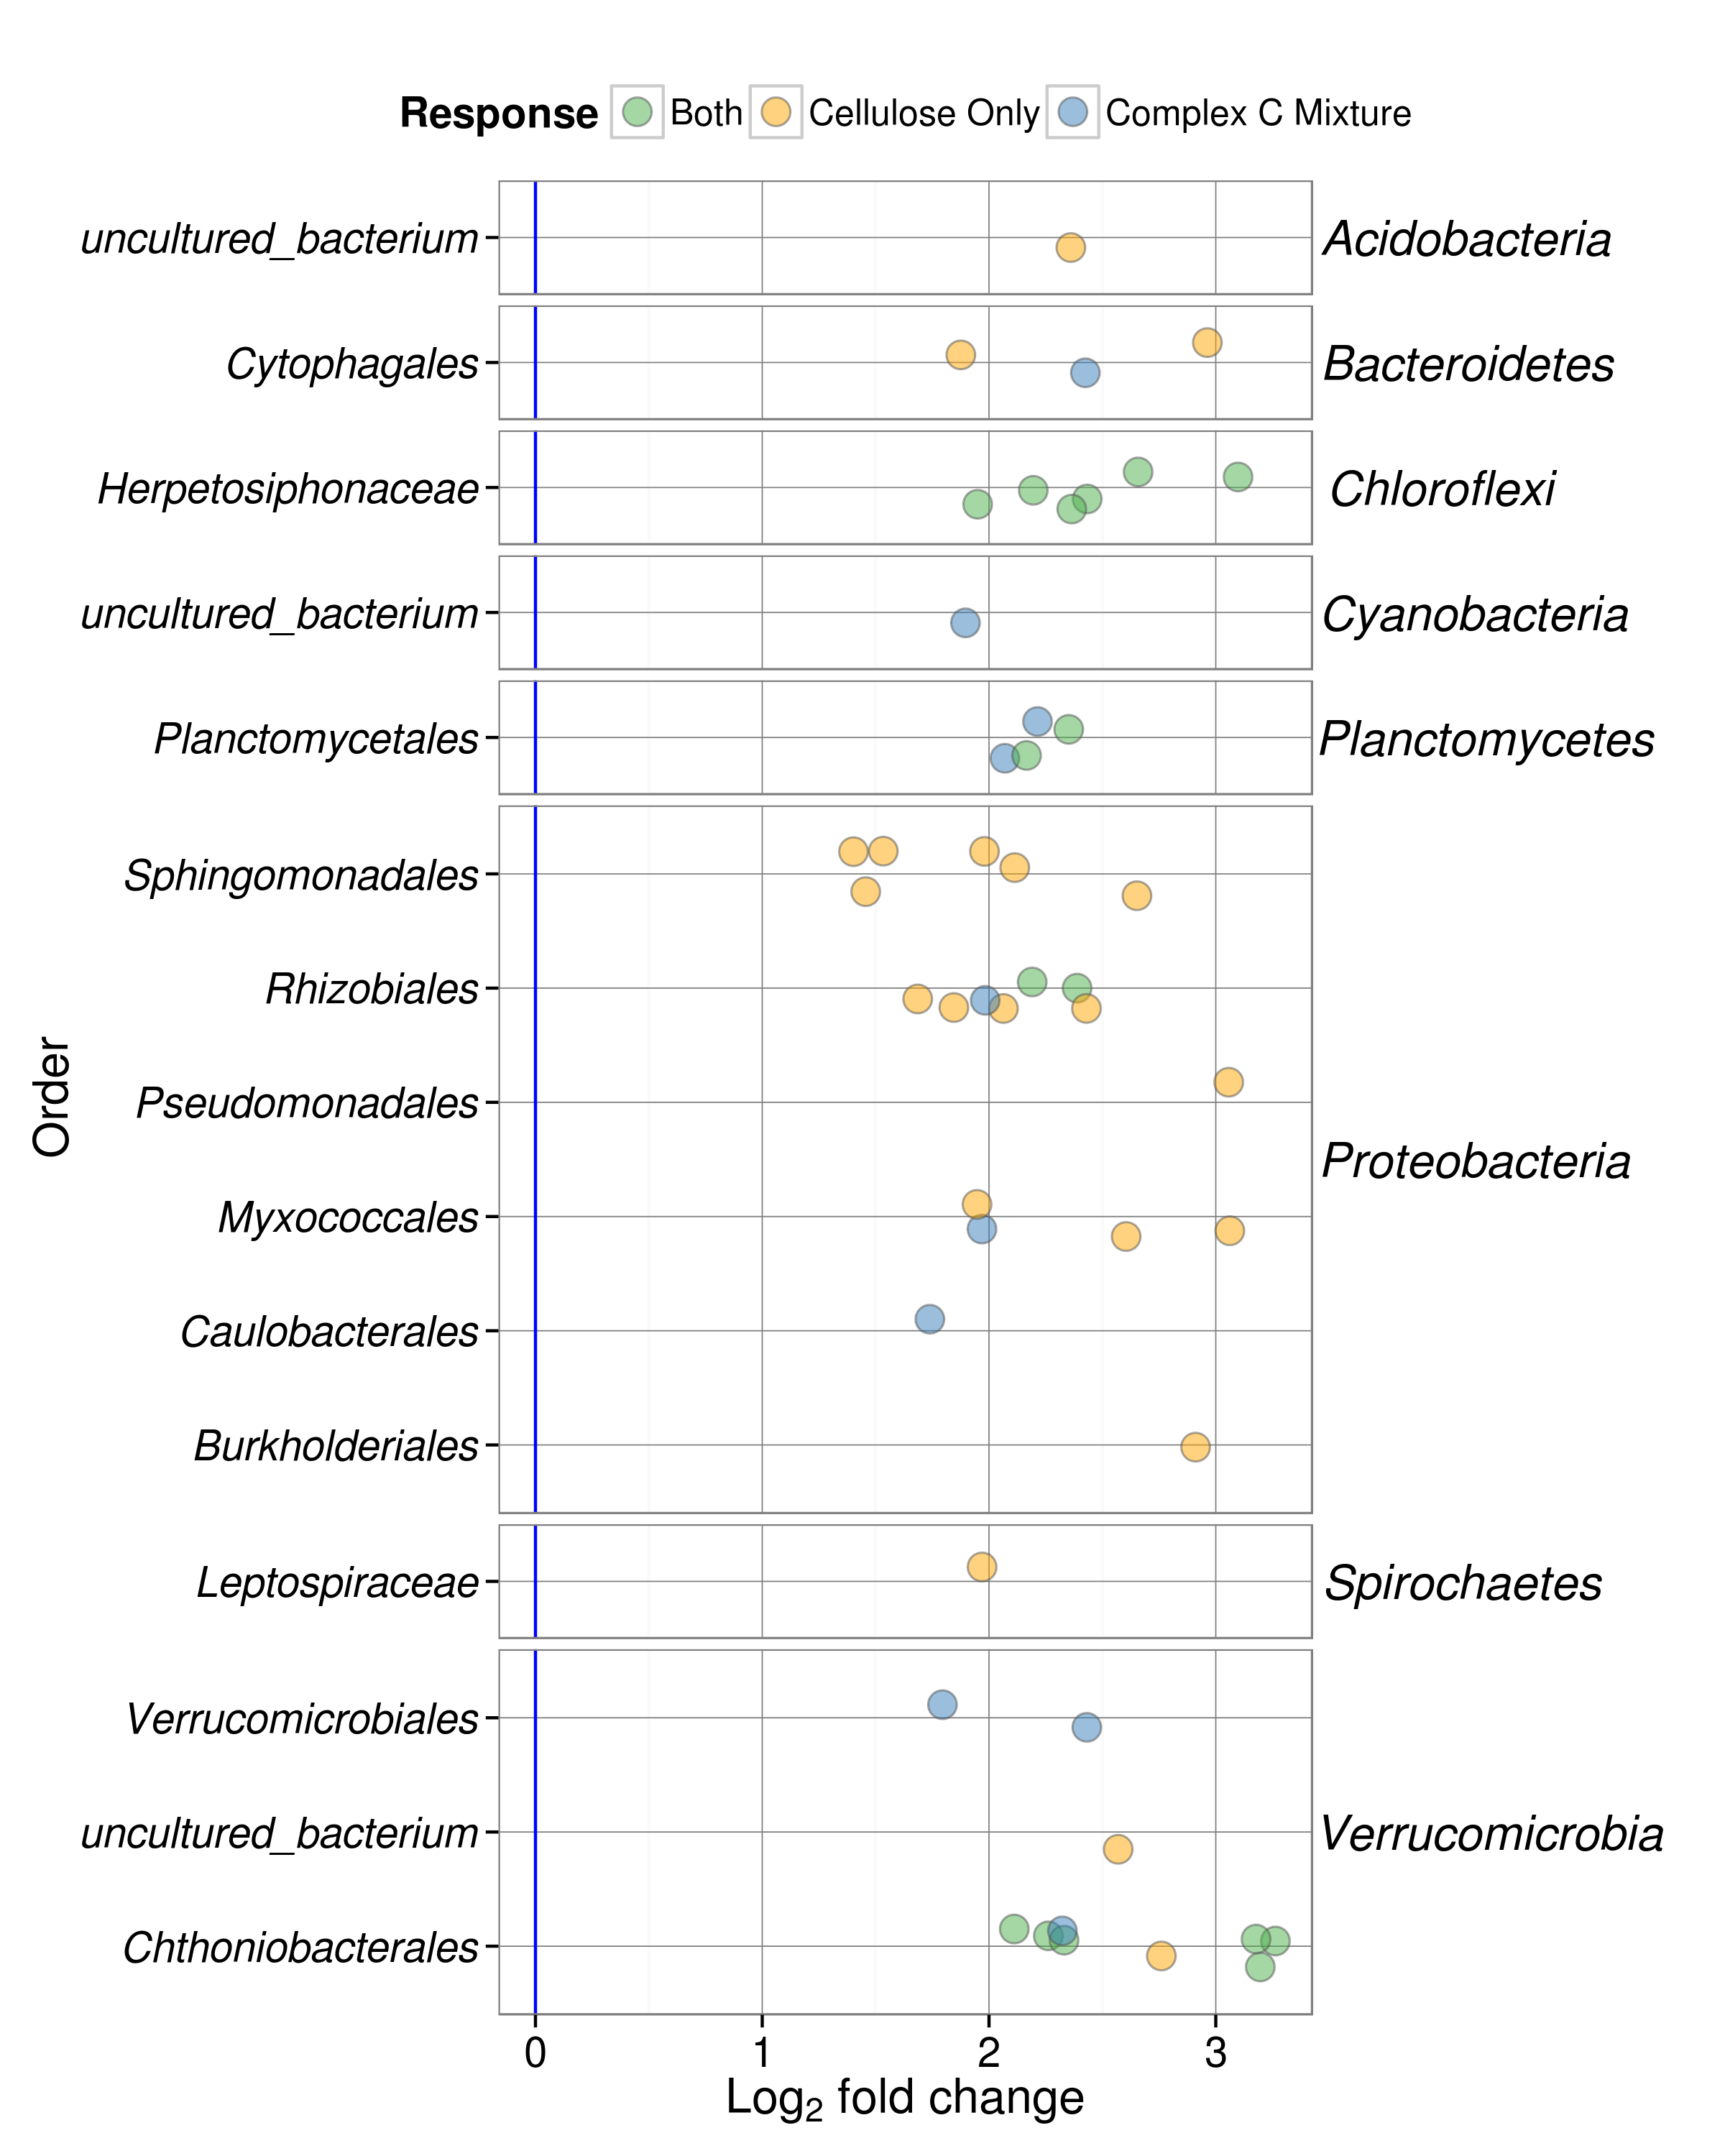 Response Both Cellulose Only Complex C Mixture
uncultured_bacterium Acidobacteria
Cytophagales Bacteroidetes
Herpetosiphonaceae Chloroflexi
uncultured_bacterium Cyanobacteria
Planctomycetales Planctomycetes
Sphingomonadales
Rhizobiales
Pseudomonadales
Order
Proteobacteria
Myxococcales
Caulobacterales
Burkholderiales
Leptospiraceae Spirochaetes
Verrucomicrobiales
uncultured_bacterium Verrucomicrobia
Chthoniobacterales
0 1 2 3
Log₂ fold change